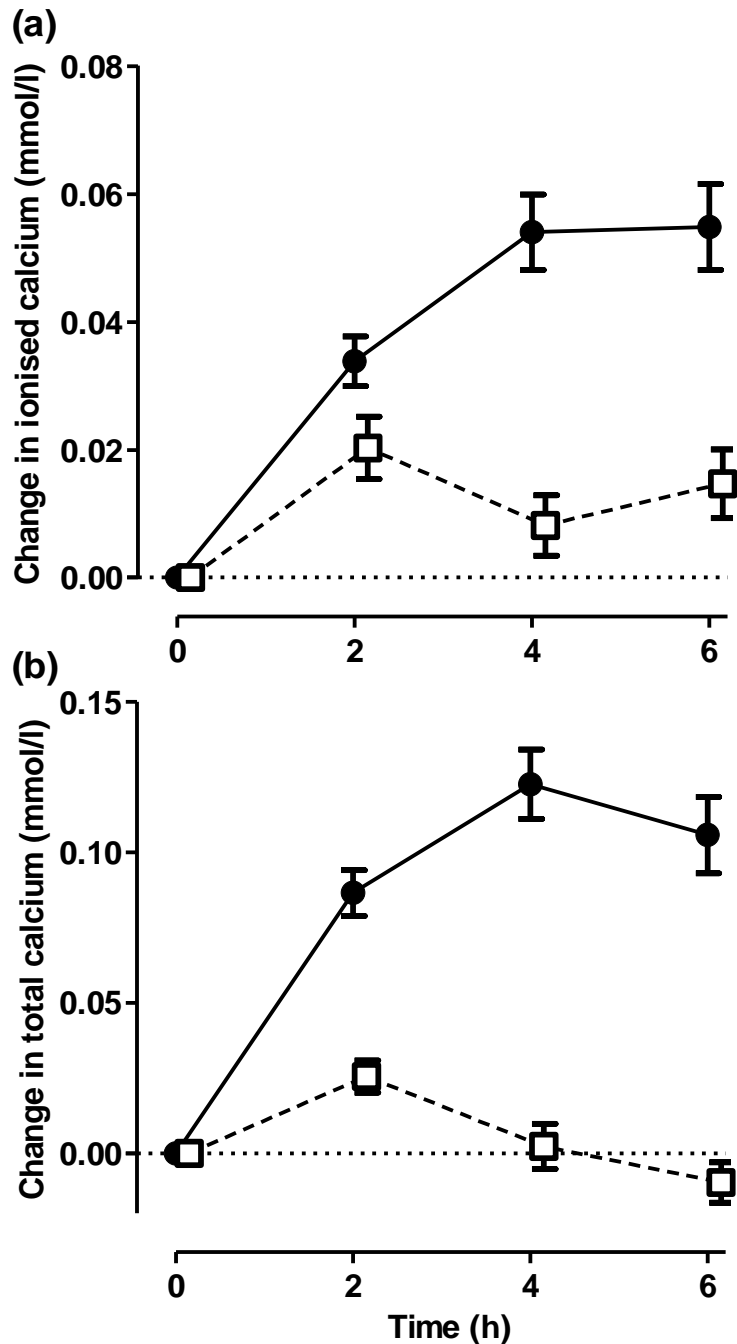 (a)
Change in ionised calcium (mmol/l)
0.08
0.06
0.04
0.02
0.00
0 2 4 6
(b)
Change in total calcium (mmol/l)
0.15
0.10
0.05
0.00
0 2 4 6
Time (h)